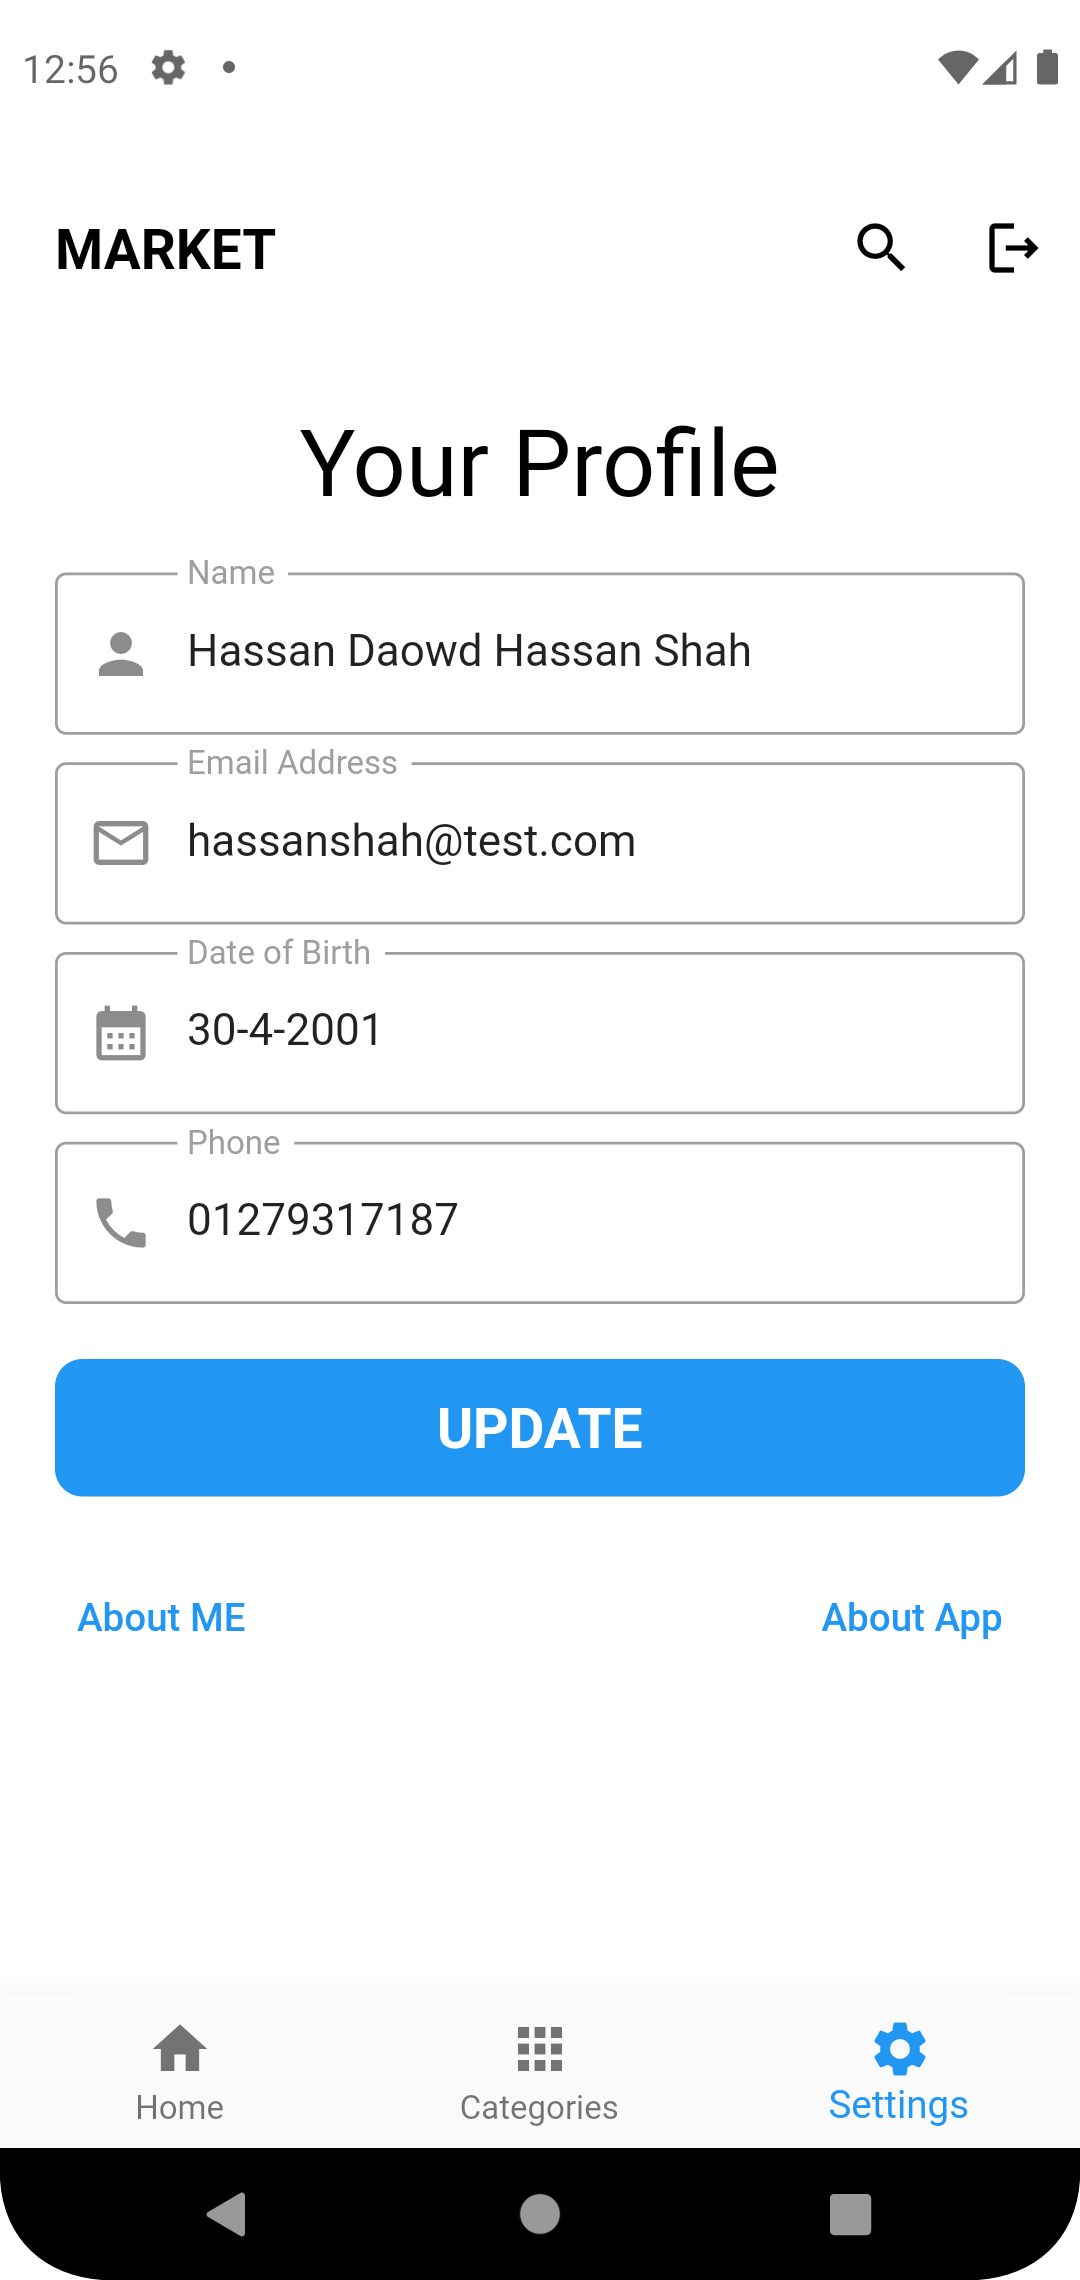 12:56
MARKET
Your Profile
Name
Hassan Daowd Hassan Shah
Email Address
hassanshah@test.com
Date of Birth
30-4-2001
Phone
01279317187
UPDATE
About ME
About App
Home
Categories
Settings